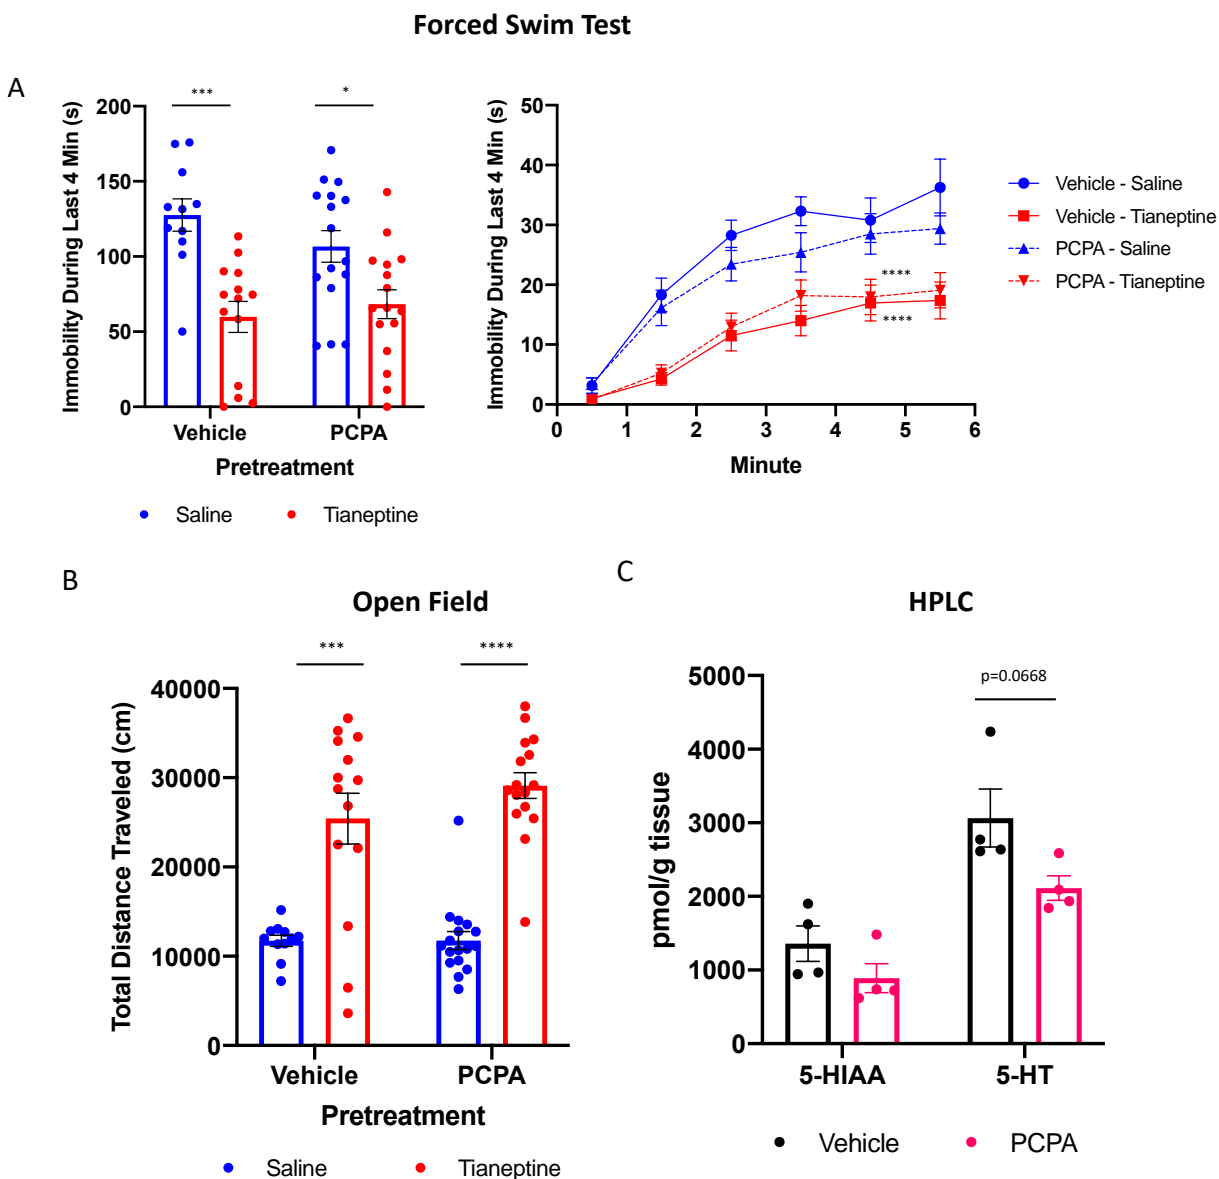 Forced Swim Test
A
Immobility During Last 4 Min (s)
200
150
100
50
0
***
*
Vehicle
PCPA
Pretreatment
Saline
Tianeptine
Immobility During Last 4 Min (s)
50
40
30
20
10
0
****
****
0 1 2 3 4 5 6
Minute
Vehicle - Saline
Vehicle - Tianeptine
PCPA - Saline
PCPA - Tianeptine
B
Open Field
Total Distance Traveled (cm)
40000
30000
20000
10000
0
***
****
Vehicle
PCPA
Pretreatment
Saline
Tianeptine
C
HPLC
pmol/g tissue
5000
4000
3000
2000
1000
0
p=0.0668
5-HIAA
5-HT
Vehicle
PCPA